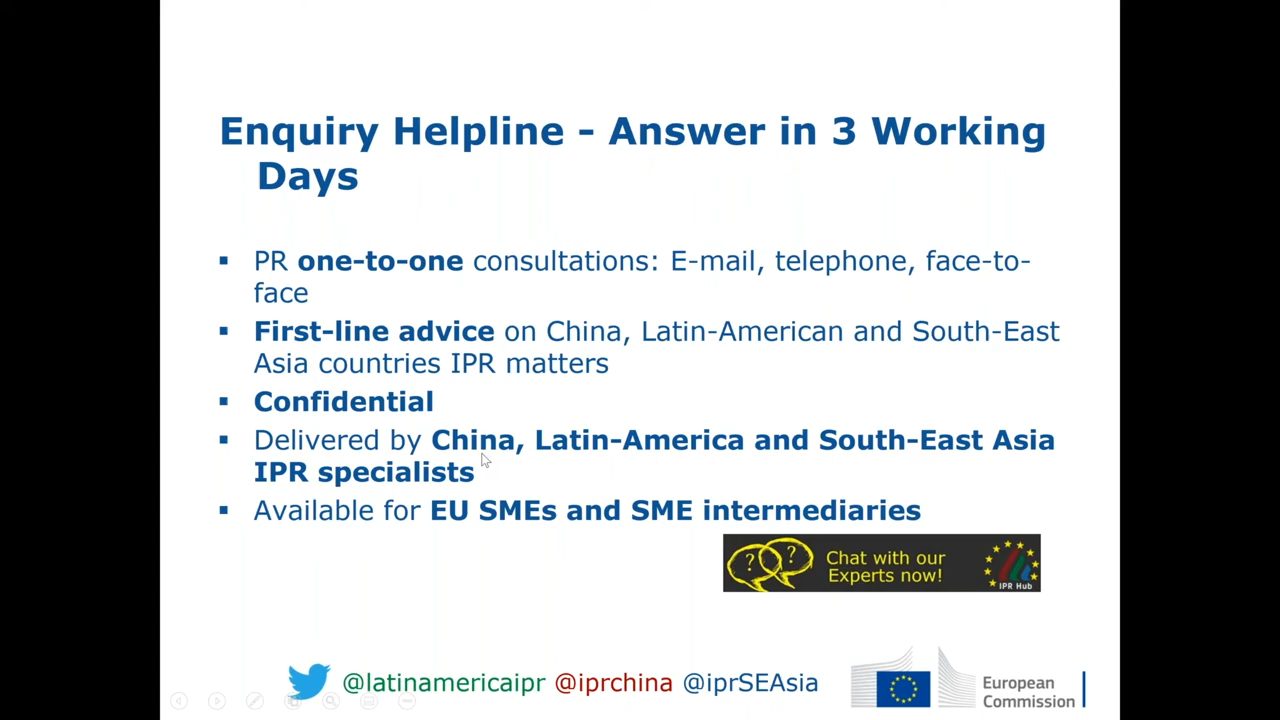 Enquiry Helpline - Answer in 3 Working
Days
▪ PR one-to-one consultations: E-mail, telephone, face-to-
face
▪ First-line advice on China, Latin-American and South-East
Asia countries IPR matters
▪ Confidential
▪ Delivered by China, Latin-America and South-East Asia
IPR specialists
▪ Available for EU SMEs and SME intermediaries
? ? Chat with our
Experts now!
IPR Hub
@latinamericaipr @iprchina @iprSEAsia
European
Commission